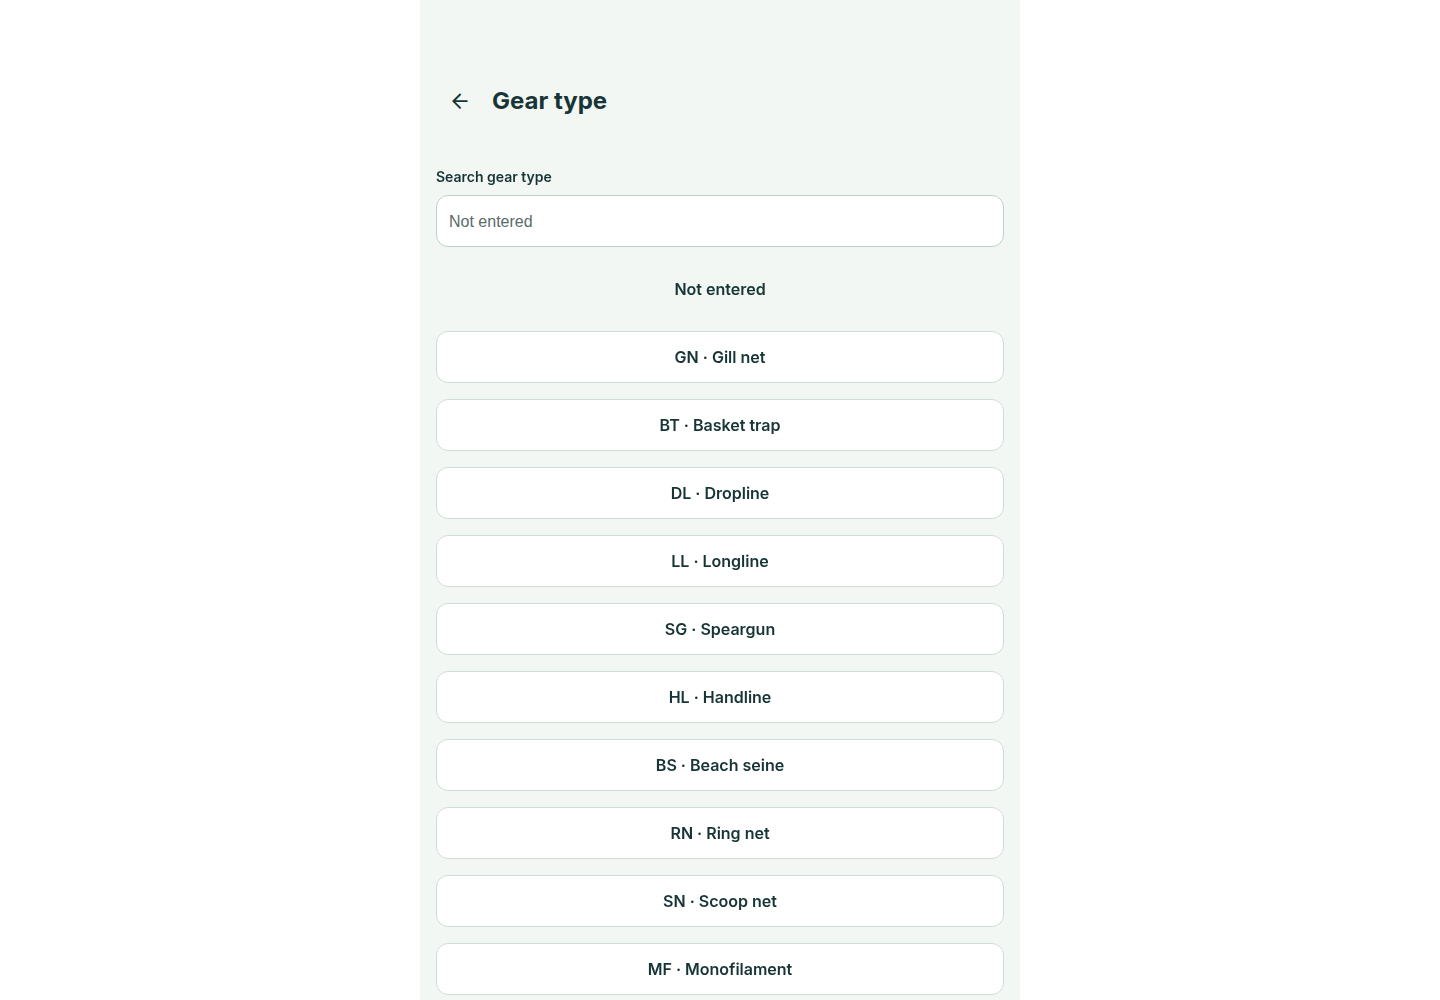 Gear type
Search gear type
Not entered
Not entered
GN · Gill net
BT · Basket trap
DL · Dropline
LL · Longline
SG · Speargun
HL · Handline
BS · Beach seine
RN · Ring net
SN · Scoop net
MF · Monofilament